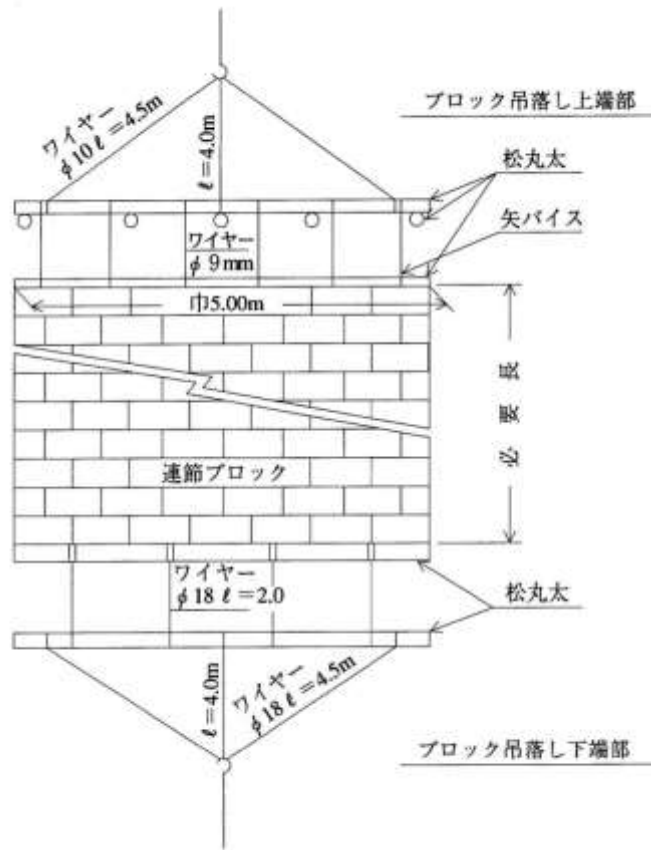 ブロック吊落し上端部
ワイヤー
φ10 ℓ=4.5m
ℓ=4.0m
松丸太
矢バイス
ワイヤー
φ9mm
巾5.00m
必要長
連節ブロック
ワイヤー
φ18 ℓ=2.0
松丸太
ℓ=4.0m
ワイヤー
φ18 ℓ=4.5m
ブロック吊落し下端部